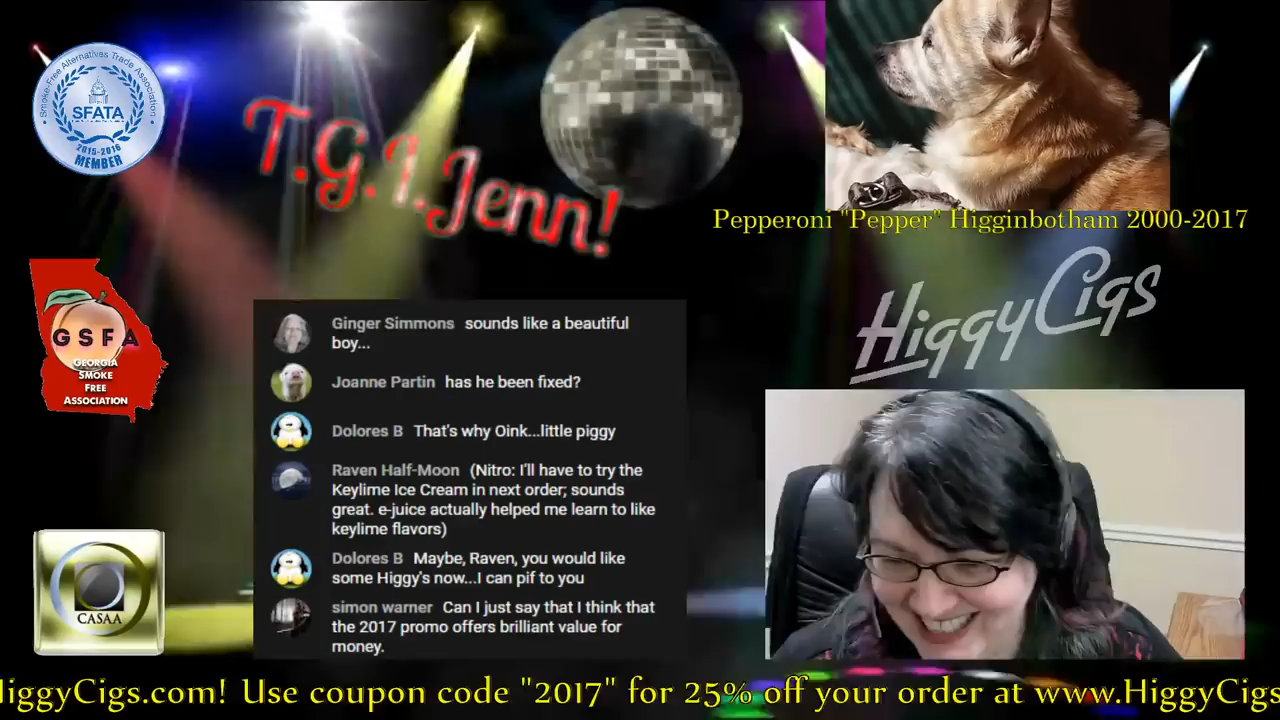 Smoke-Free Alternatives Trade Association
SFATA
2015-2016
MEMBER
T.G.I.Jenn!
Pepperoni "Pepper" Higginbotham 2000-2017
HiggyCigs
GSFA
GEORGIA
SMOKE
FREE
ASSOCIATION
CASAA
Ginger Simmons sounds like a beautiful
boy...
Joanne Partin has he been fixed?
Dolores B That's why Oink...little piggy
Raven Half-Moon (Nitro: I'll have to try the
Keylime Ice Cream in next order; sounds
great. e-juice actually helped me learn to like
keylime flavors)
Dolores B Maybe, Raven, you would like
some Higgy's now...I can pif to you
simon warner Can I just say that I think that
the 2017 promo offers brilliant value for
money.
HiggyCigs.com! Use coupon code "2017" for 25% off your order at www.HiggyCigs